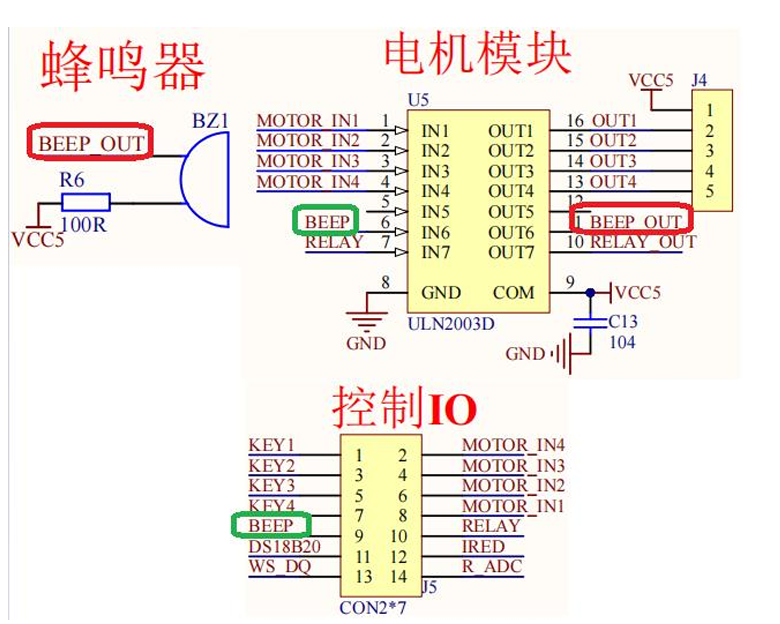 蜂鸣器
BEEP_OUT
BZ1
R6
100R
VCC5
电机模块
U5
VCC5
J4
MOTOR_IN1 1 IN1 OUT1 16 OUT1 1
MOTOR_IN2 2 IN2 OUT2 15 OUT2 2
MOTOR_IN3 3 IN3 OUT3 14 OUT3 3
MOTOR_IN4 4 IN4 OUT4 13 OUT4 4
5 IN5 OUT5 12 5
BEEP 6 IN6 OUT6 1 BEEP_OUT
RELAY 7 IN7 OUT7 10 RELAY_OUT
8 GND COM 9 VCC5
ULN2003D
GND
C13
104
GND
控制IO
KEY1 1 2 MOTOR_IN4
KEY2 3 4 MOTOR_IN3
KEY3 5 6 MOTOR_IN2
KEY4 7 8 MOTOR_IN1
BEEP 9 10 RELAY
DS18B20 11 12 IRED
WS_DQ 13 14 R_ADC
J5
CON2*7